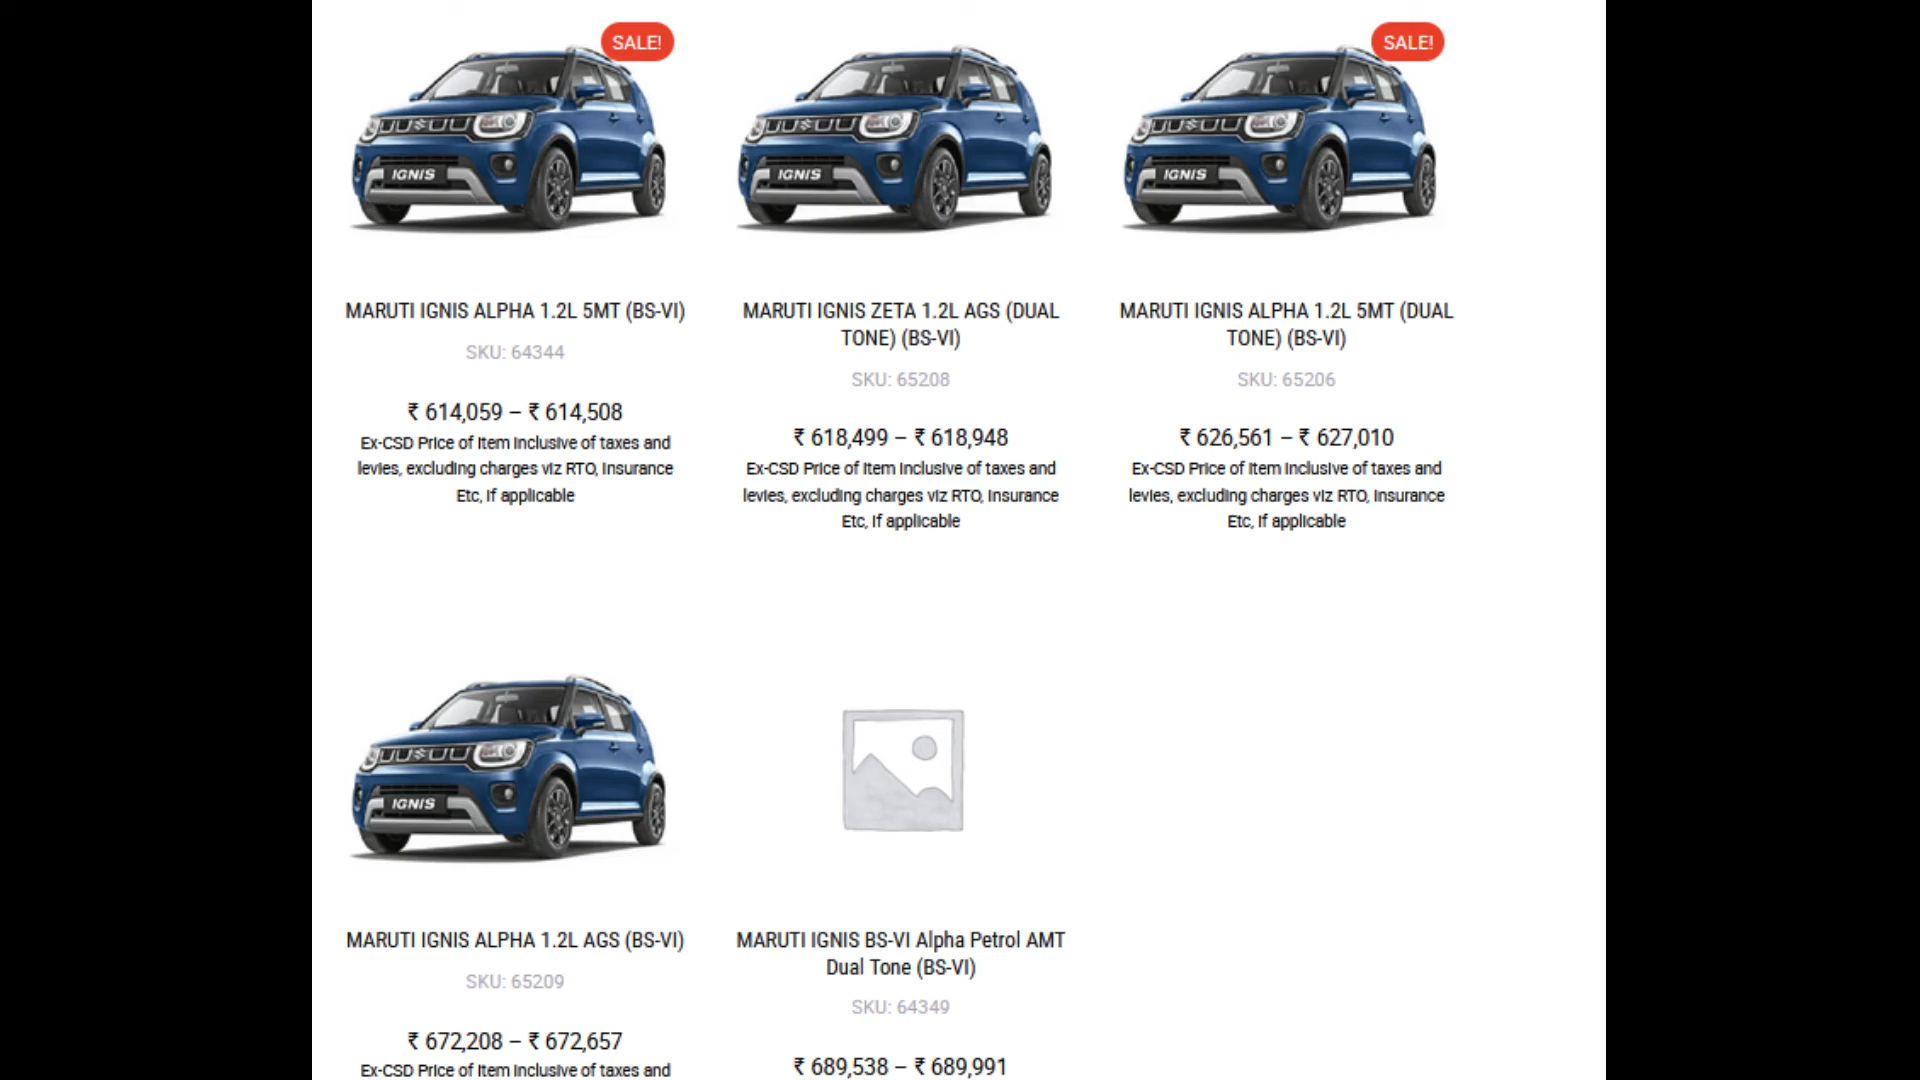 SALE!
SALE!
IGNIS
IGNIS
IGNIS
MARUTI IGNIS ALPHA 1.2L 5MT (BS-VI)
SKU: 64344
₹ 614,059 – ₹ 614,508
Ex-CSD Price of Item inclusive of taxes and
levies, excluding charges viz RTO, Insurance
Etc, if applicable
MARUTI IGNIS ZETA 1.2L AGS (DUAL
TONE) (BS-VI)
SKU: 65208
₹ 618,499 – ₹ 618,948
Ex-CSD Price of Item inclusive of taxes and
levies, excluding charges viz RTO, Insurance
Etc, if applicable
MARUTI IGNIS ALPHA 1.2L 5MT (DUAL
TONE) (BS-VI)
SKU: 65206
₹ 626,561 – ₹ 627,010
Ex-CSD Price of Item inclusive of taxes and
levies, excluding charges viz RTO, Insurance
Etc, if applicable
IGNIS
MARUTI IGNIS ALPHA 1.2L AGS (BS-VI)
SKU: 65209
₹ 672,208 – ₹ 672,657
Ex-CSD Price of Item inclusive of taxes and
MARUTI IGNIS BS-VI Alpha Petrol AMT
Dual Tone (BS-VI)
SKU: 64349
₹ 689,538 – ₹ 689,991